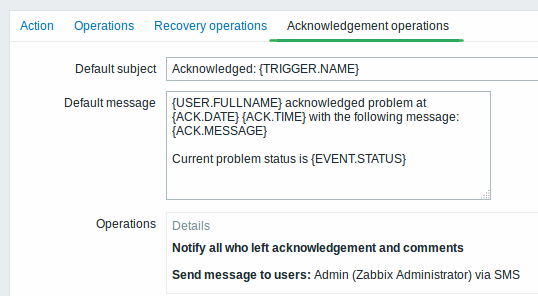 Action Operations Recovery operations Acknowledgement operations
Default subject Acknowledged: {TRIGGER.NAME}
Default message {USER.FULLNAME} acknowledged problem at
{ACK.DATE} {ACK.TIME} with the following message:
{ACK.MESSAGE}
Current problem status is {EVENT.STATUS}
Operations Details
Notify all who left acknowledgement and comments
Send message to users: Admin (Zabbix Administrator) via SMS